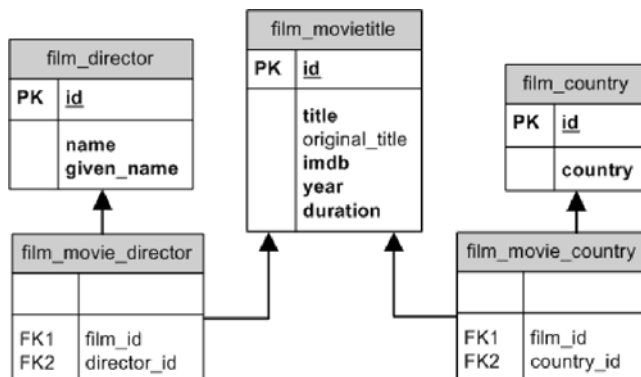 film_director
PK id
name
given_name
film_movietitle
PK id
title
original_title
imdb
year
duration
film_country
PK id
country
film_movie_director
FK1 film_id
FK2 director_id
film_movie_country
FK1 film_id
FK2 country_id